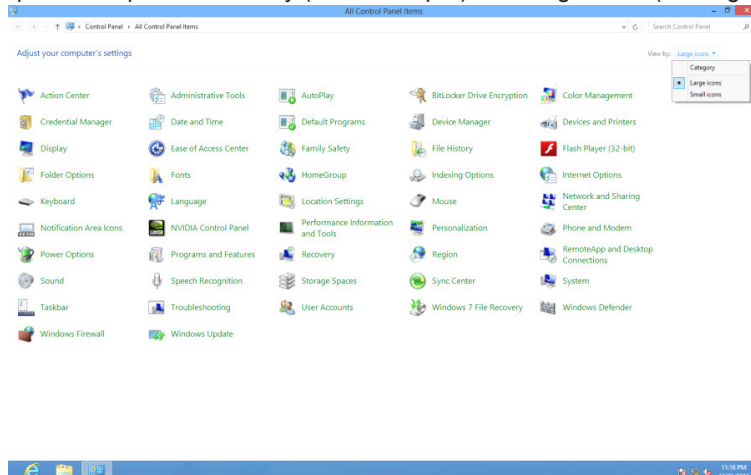 All Control Panel Items
Control Panel › All Control Panel Items
Search Control Panel
Adjust your computer's settings
View by: Large icons
Category
Large icons
Small icons
Action Center
Administrative Tools
AutoPlay
BitLocker Drive Encryption
Color Management
Credential Manager
Date and Time
Default Programs
Device Manager
Devices and Printers
Display
Ease of Access Center
Family Safety
File History
Flash Player (32-bit)
Folder Options
Fonts
HomeGroup
Indexing Options
Internet Options
Keyboard
Language
Location Settings
Mouse
Network and Sharing
Center
Notification Area Icons
NVIDIA Control Panel
Performance Information
and Tools
Personalization
Phone and Modem
Power Options
Programs and Features
Recovery
Region
RemoteApp and Desktop
Connections
Sound
Speech Recognition
Storage Spaces
Sync Center
System
Taskbar
Troubleshooting
User Accounts
Windows 7 File Recovery
Windows Defender
Windows Firewall
Windows Update
11:16 PM